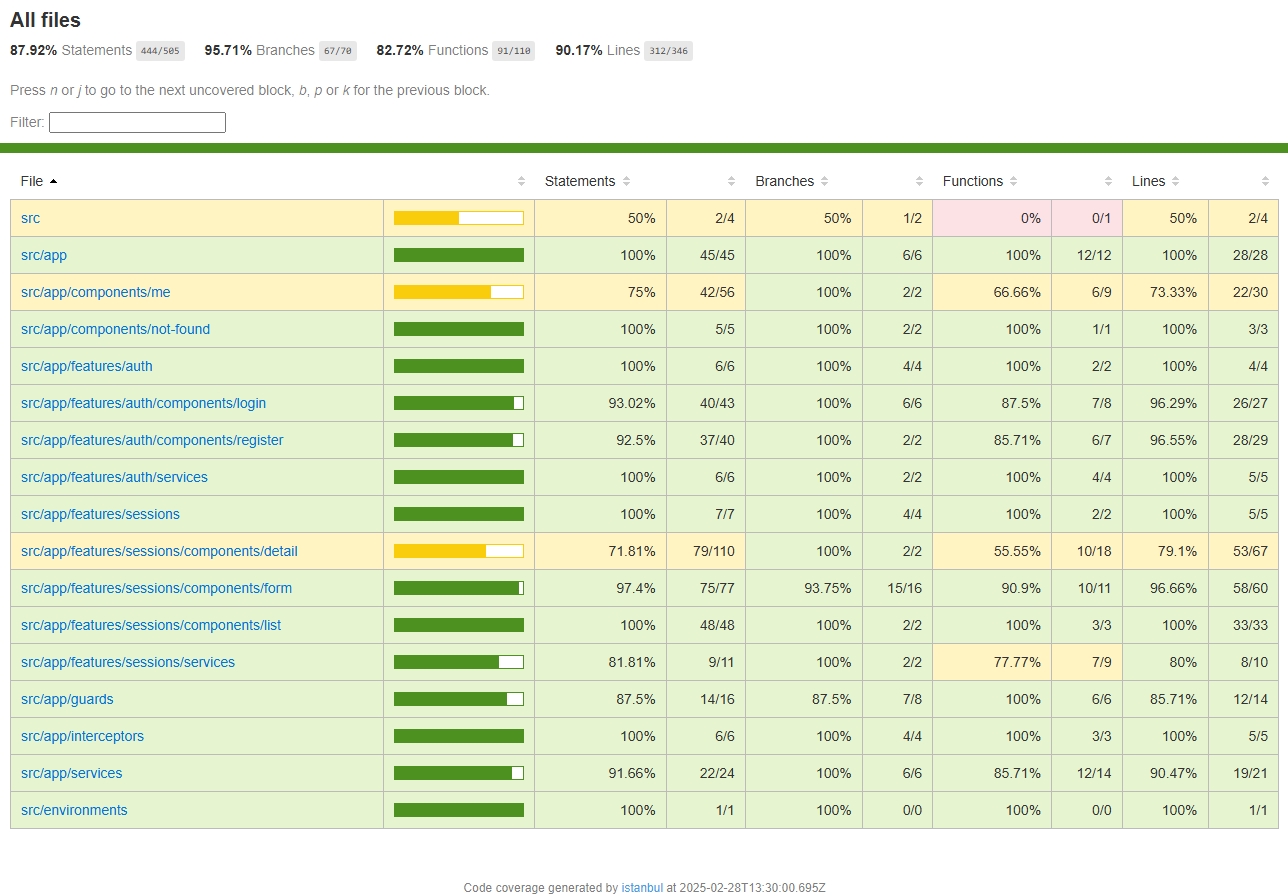 All files
87.92% Statements 444/505 95.71% Branches 67/70 82.72% Functions 91/110 90.17% Lines 312/346
Press n or j to go to the next uncovered block, b, p or k for the previous block.
Filter:
File Statements Branches Functions Lines
src 50% 2/4 50% 1/2 0% 0/1 50% 2/4
src/app 100% 45/45 100% 6/6 100% 12/12 100% 28/28
src/app/components/me 75% 42/56 100% 2/2 66.66% 6/9 73.33% 22/30
src/app/components/not-found 100% 5/5 100% 2/2 100% 1/1 100% 3/3
src/app/features/auth 100% 6/6 100% 4/4 100% 2/2 100% 4/4
src/app/features/auth/components/login 93.02% 40/43 100% 6/6 87.5% 7/8 96.29% 26/27
src/app/features/auth/components/register 92.5% 37/40 100% 2/2 85.71% 6/7 96.55% 28/29
src/app/features/auth/services 100% 6/6 100% 2/2 100% 4/4 100% 5/5
src/app/features/sessions 100% 7/7 100% 4/4 100% 2/2 100% 5/5
src/app/features/sessions/components/detail 71.81% 79/110 100% 2/2 55.55% 10/18 79.1% 53/67
src/app/features/sessions/components/form 97.4% 75/77 93.75% 15/16 90.9% 10/11 96.66% 58/60
src/app/features/sessions/components/list 100% 48/48 100% 2/2 100% 3/3 100% 33/33
src/app/features/sessions/services 81.81% 9/11 100% 2/2 77.77% 7/9 80% 8/10
src/app/guards 87.5% 14/16 87.5% 7/8 100% 6/6 85.71% 12/14
src/app/interceptors 100% 6/6 100% 4/4 100% 3/3 100% 5/5
src/app/services 91.66% 22/24 100% 6/6 85.71% 12/14 90.47% 19/21
src/environments 100% 1/1 100% 0/0 100% 0/0 100% 1/1
Code coverage generated by istanbul at 2025-02-28T13:30:00.695Z